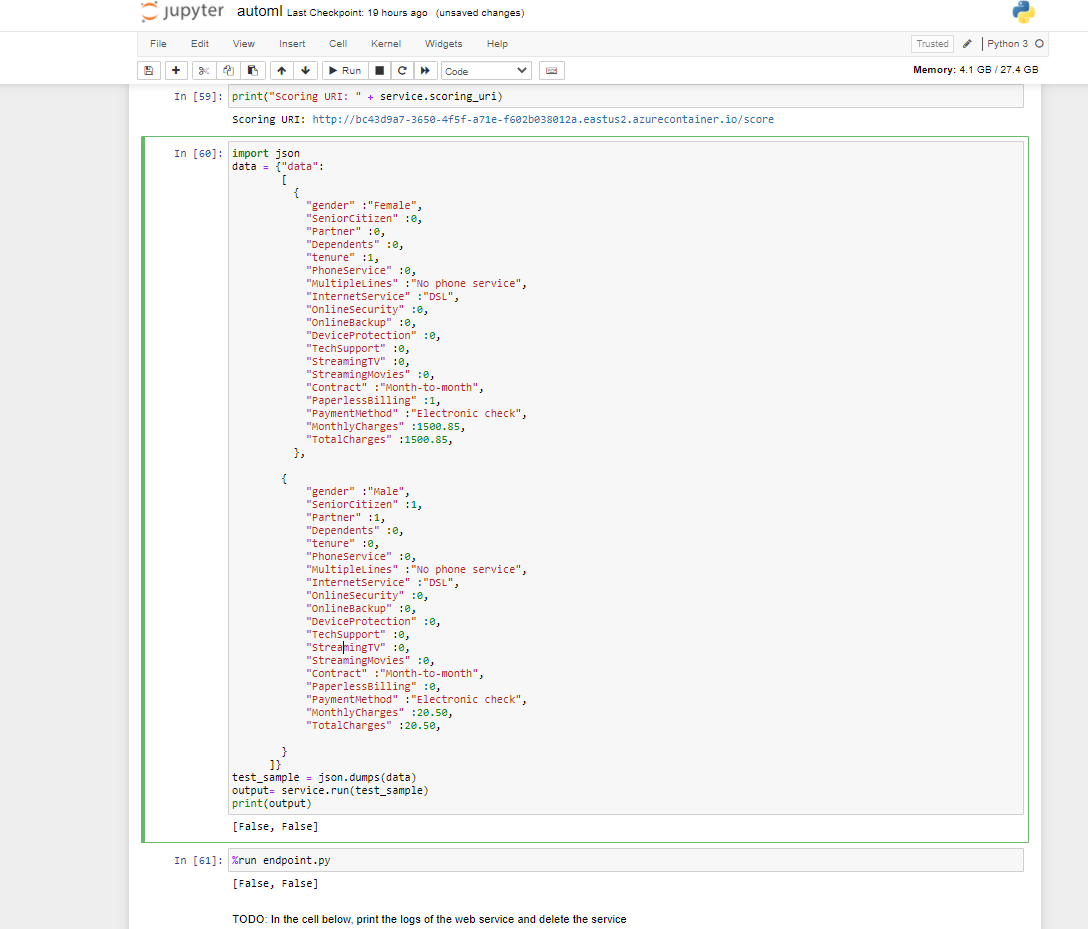 jupyter automl Last Checkpoint: 19 hours ago (unsaved changes)
File Edit View Insert Cell Kernel Widgets Help Trusted Python 3
Run Code Memory: 4.1 GB / 27.4 GB
In [59]: print("Scoring URI: " + service.scoring_uri)
Scoring URI: http://bc43d9a7-3650-4f5f-a71e-f602b038012a.eastus2.azurecontainer.io/score
In [60]: import json
data = {"data":
[
{
"gender" :"Female",
"SeniorCitizen" :0,
"Partner" :0,
"Dependents" :0,
"tenure" :1,
"PhoneService" :0,
"MultipleLines" :"No phone service",
"InternetService" :"DSL",
"OnlineSecurity" :0,
"OnlineBackup" :0,
"DeviceProtection" :0,
"TechSupport" :0,
"StreamingTV" :0,
"StreamingMovies" :0,
"Contract" :"Month-to-month",
"PaperlessBilling" :1,
"PaymentMethod" :"Electronic check",
"MonthlyCharges" :1500.85,
"TotalCharges" :1500.85,
},
{
"gender" :"Male",
"SeniorCitizen" :1,
"Partner" :1,
"Dependents" :0,
"tenure" :0,
"PhoneService" :0,
"MultipleLines" :"No phone service",
"InternetService" :"DSL",
"OnlineSecurity" :0,
"OnlineBackup" :0,
"DeviceProtection" :0,
"TechSupport" :0,
"StreamingTV" :0,
"StreamingMovies" :0,
"Contract" :"Month-to-month",
"PaperlessBilling" :0,
"PaymentMethod" :"Electronic check",
"MonthlyCharges" :20.50,
"TotalCharges" :20.50,
}
]}
test_sample = json.dumps(data)
output= service.run(test_sample)
print(output)
[False, False]
In [61]: %run endpoint.py
[False, False]
TODO: In the cell below, print the logs of the web service and delete the service